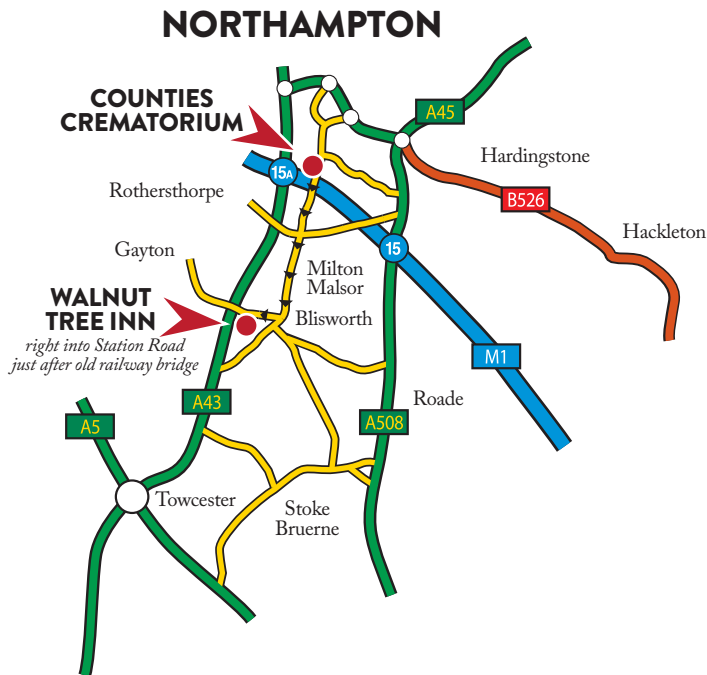 NORTHAMPTON
COUNTIES
CREMATORIUM
A45
Hardingstone
15A
Rothersthorpe
B526
Hackleton
Gayton
15
Milton
Malsor
WALNUT
TREE INN
Blisworth
right into Station Road
just after old railway bridge
M1
A43
Roade
A5
A508
Towcester
Stoke
Bruerne